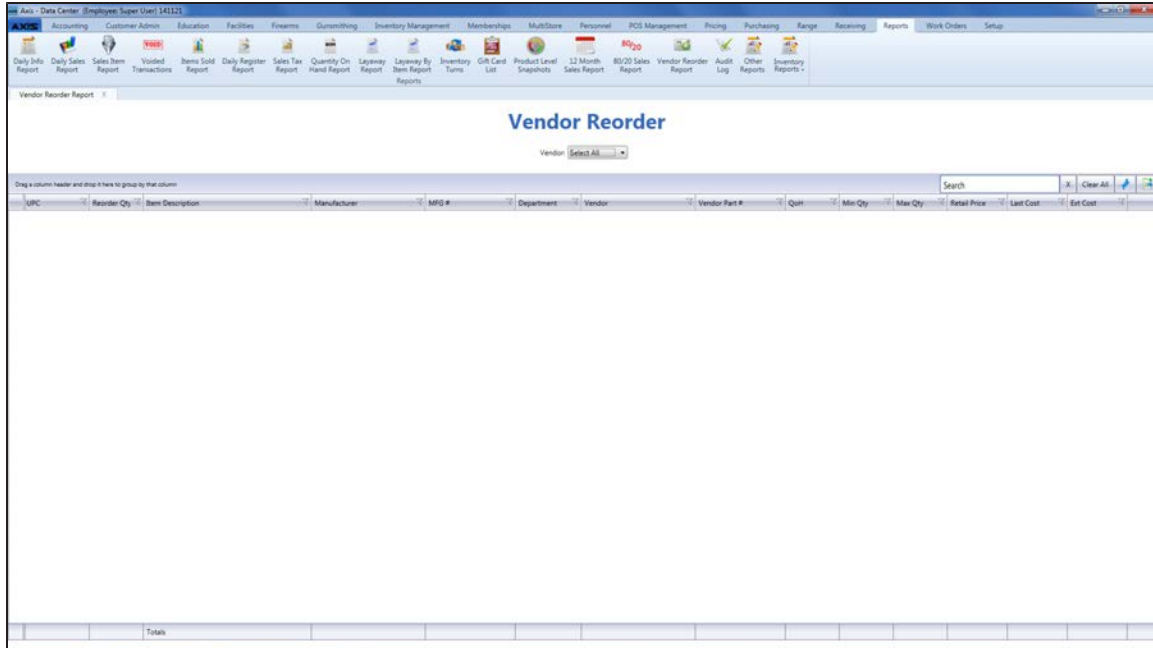 Axis - Data Center (Employee: Super User) 141121
AXIS Accounting Customer Admin Education Facilities Firearms Gunsmithing Inventory Management Memberships MultiStore Personnel POS Management Pricing Purchasing Range Receiving Reports Work Orders Setup
VOID 80/20
Daily Info Daily Sales Sales Item Voided Items Sold Daily Register Sales Tax Quantity On Layaway Layaway By Inventory Gift Card Product Level 12 Month 80/20 Sales Vendor Reorder Audit Other Inventory
Report Report Report Transactions Report Report Report Hand Report Report Item Report Turns List Snapshots Sales Report Report Report Log Reports Reports
Reports
Vendor Reorder Report X
Vendor Reorder
Vendor Select All
Drag a column header and drop it here to group by that column Search X Clear All
UPC Reorder Qty Item Description Manufacturer MFG # Department Vendor Vendor Part # QoH Min Qty Max Qty Retail Price Last Cost Ext Cost
Totals